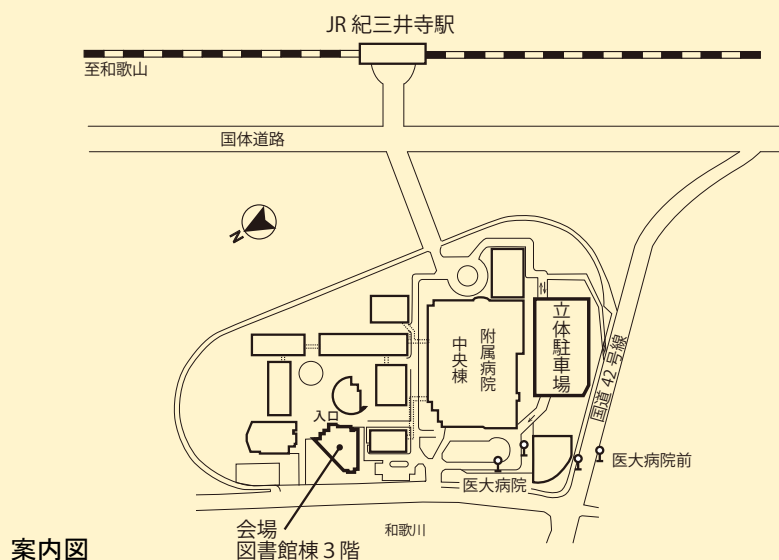 JR 紀三井寺駅
至和歌山
国体道路
N
附属病院
中央棟
立体駐車場
国道 42 号線
入口
医大病院前
医大病院
会場
図書館棟 3 階
和歌川
案内図